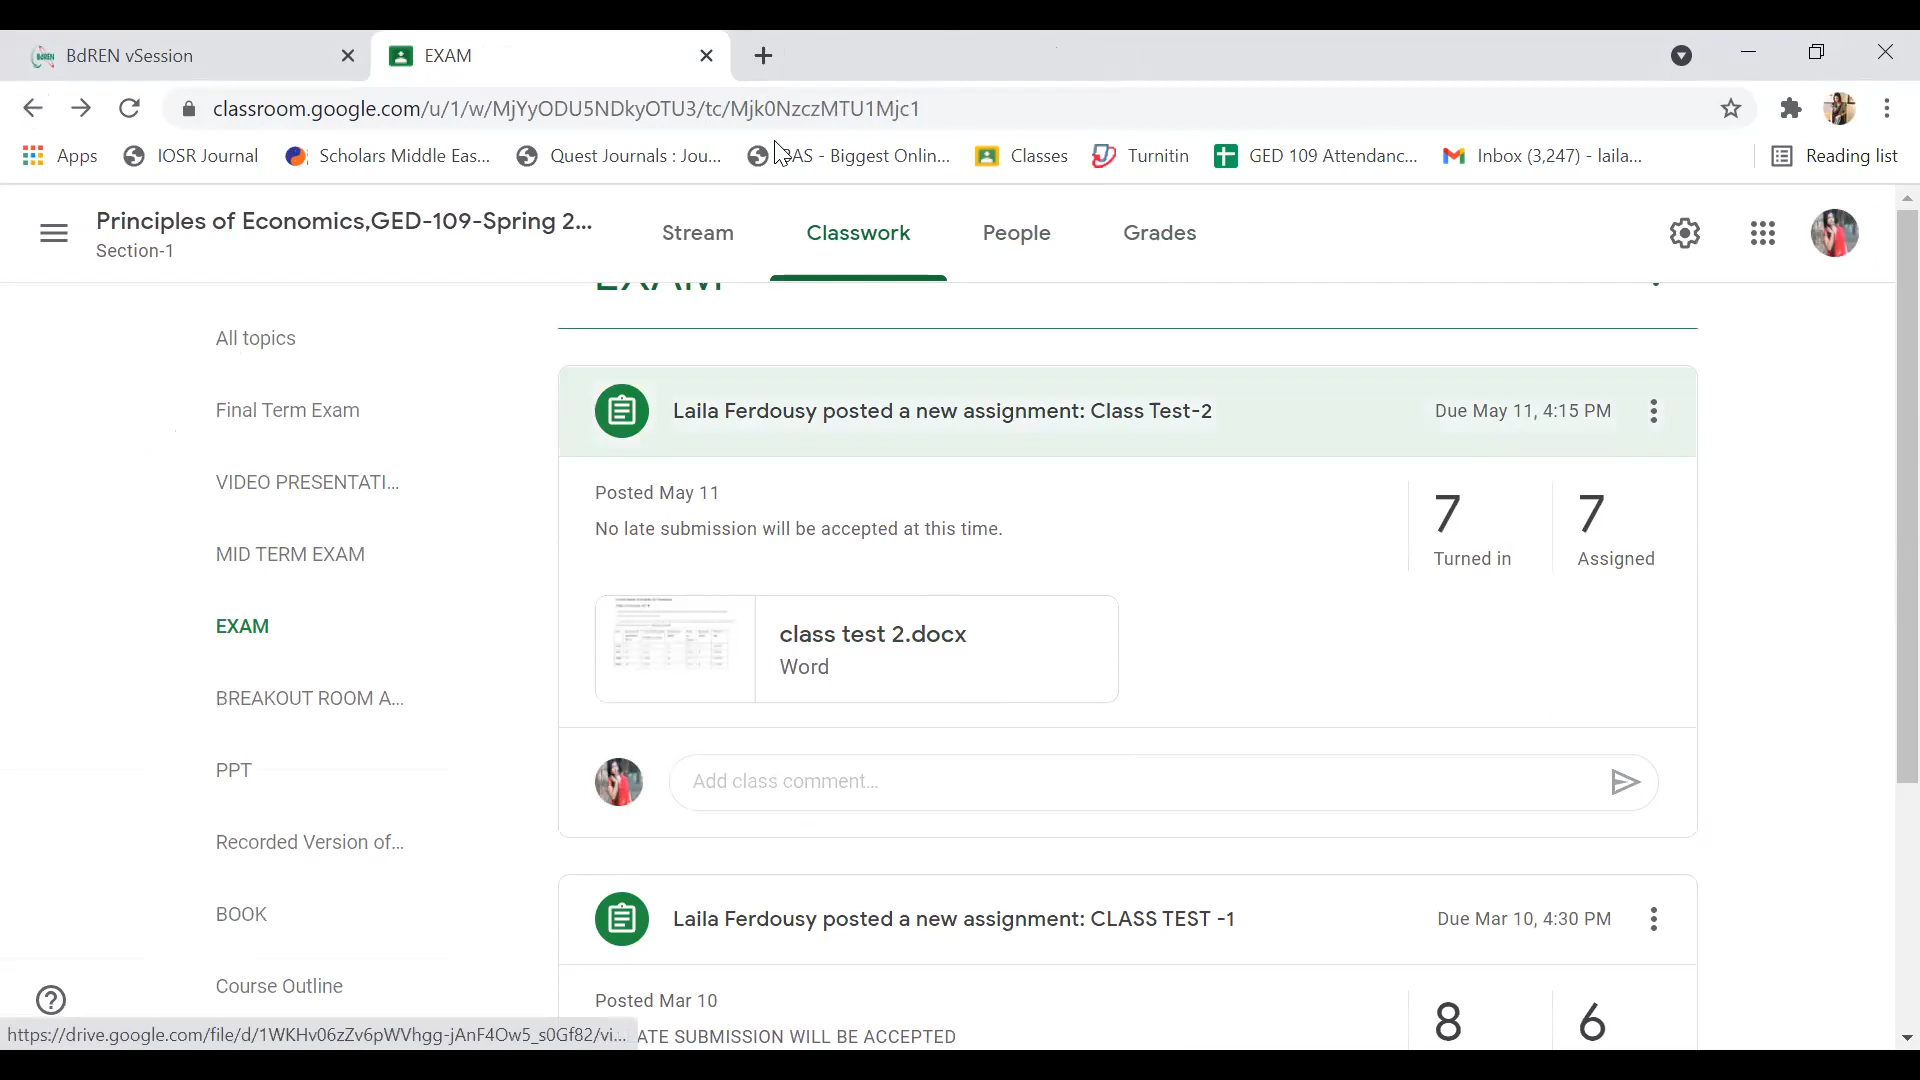 BdREN vSession
EXAM
classroom.google.com/u/1/w/MjYyODU5NDkyOTU3/tc/Mjk0NzczMTU1Mjc1
Apps
IOSR Journal
Scholars Middle Eas...
Quest Journals : Jou...
- Biggest Onlin...
Classes
Turnitin
GED 109 Attendanc...
Inbox (3,247) - laila...
Reading list
Principles of Economics,GED-109-Spring 2...
Section-1
Stream
Classwork
People
Grades
EXAM
All topics
Final Term Exam
VIDEO PRESENTATI...
MID TERM EXAM
EXAM
BREAKOUT ROOM A...
PPT
Recorded Version of...
BOOK
Course Outline
Laila Ferdousy posted a new assignment: Class Test-2
Due May 11, 4:15 PM
Posted May 11
No late submission will be accepted at this time.
7
Turned in
7
Assigned
class test 2.docx
Word
Add class comment...
Laila Ferdousy posted a new assignment: CLASS TEST -1
Due Mar 10, 4:30 PM
Posted Mar 10
ATE SUBMISSION WILL BE ACCEPTED
8
6
https://drive.google.com/file/d/1WKHv06zZv6pWVhgg-jAnF4Ow5_s0Gf82/vi...